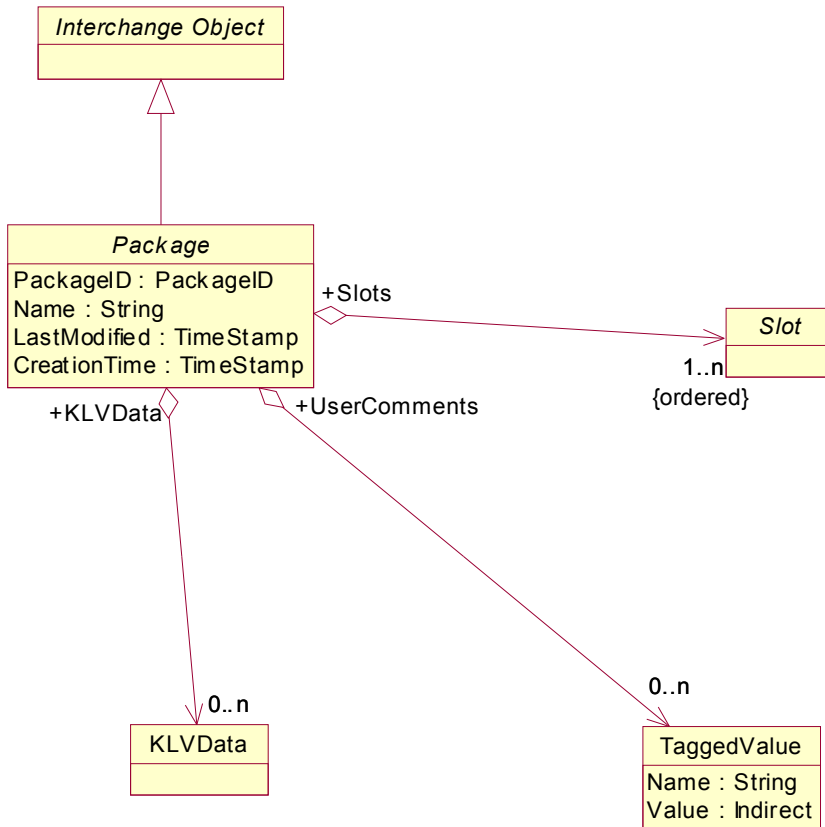 Interchange Object
Package
PackageID : PackageID
Name : String
LastModified : TimeStamp
CreationTime : TimeStamp
+Slots
Slot
1..n
{ordered}
+KLVData
+UserComments
0..n
0..n
KLVData
TaggedValue
Name : String
Value : Indirect